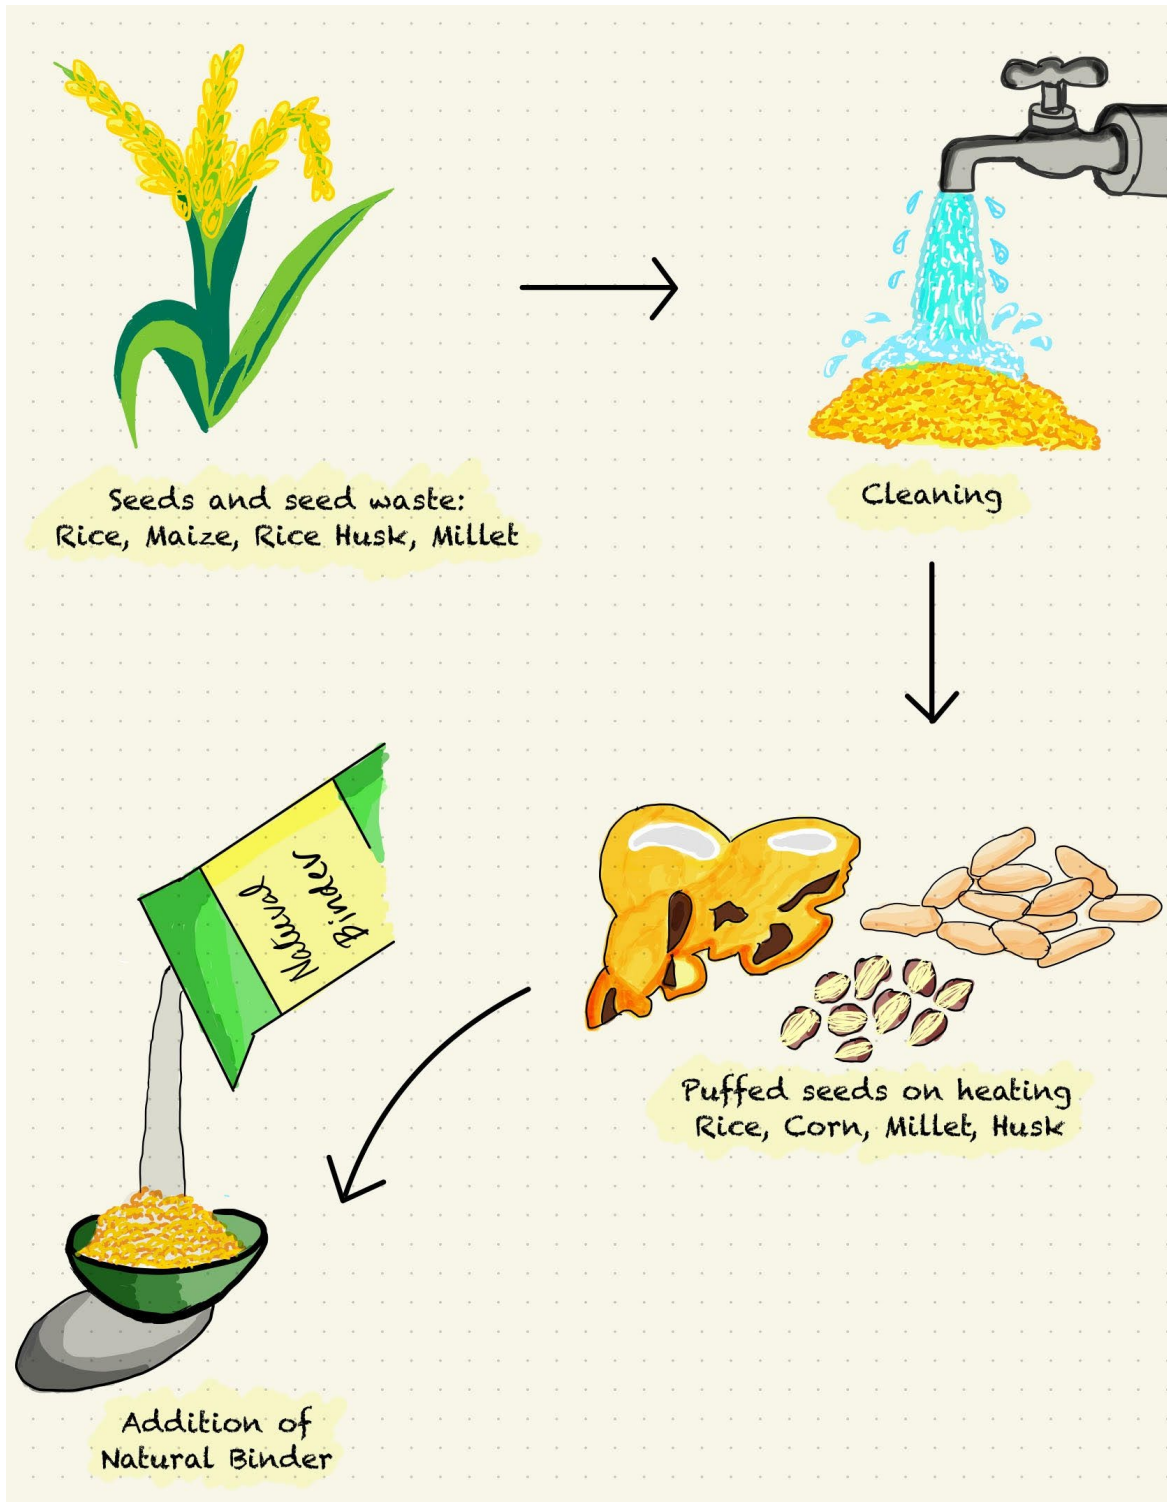 Seeds and seed waste:
Rice, Maize, Rice Husk, Millet
Cleaning
Natural
Binder
Puffed seeds on heating
Rice, Corn, Millet, Husk
Addition of
Natural Binder